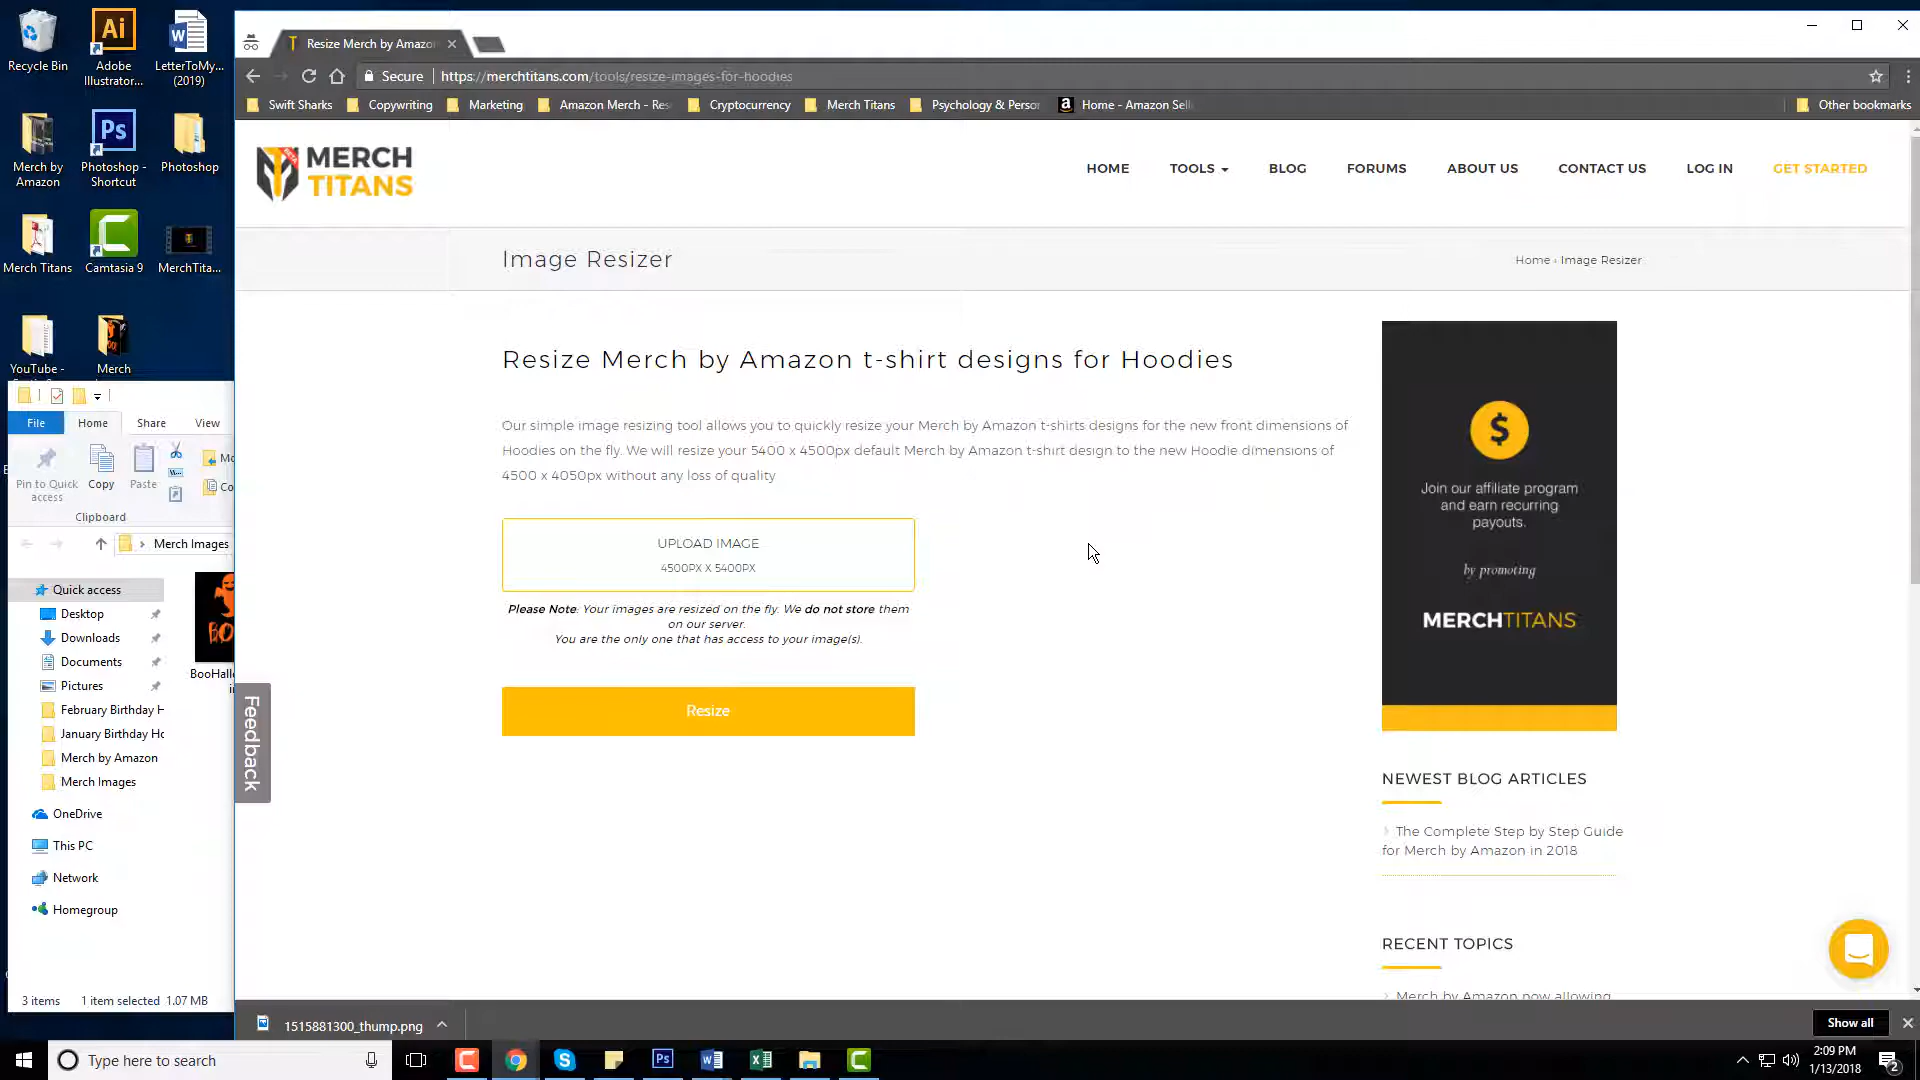 Recycle Bin
Adobe
Illustrator...
LetterToMy...
(2019)
Merch by
Amazon
Photoshop -
Shortcut
Photoshop
Merch Titans
Camtasia 9
MerchTita...
YouTube -
Merch
File
Home
Share
View
Pin to Quick
access
Copy
Paste
Clipboard
Merch Images
Quick access
Desktop
Downloads
Documents
Pictures
February Birthday H
January Birthday Ho
Merch by Amazon
Merch Images
OneDrive
This PC
Network
Homegroup
BooHall
3 items
1 item selected 1.07 MB
Resize Merch by Amazo
Secure
https://merchtitans.com/tools/resize-images-for-hoodies
Swift Sharks
Copywriting
Marketing
Amazon Merch - Res
Cryptocurrency
Merch Titans
Psychology & Perso
Home - Amazon Sell
Other bookmarks
BETA
MERCH
TITANS
HOME
TOOLS
BLOG
FORUMS
ABOUT US
CONTACT US
LOG IN
GET STARTED
Image Resizer
Home › Image Resizer
Resize Merch by Amazon t-shirt designs for Hoodies
Our simple image resizing tool allows you to quickly resize your Merch by Amazon t-shirts designs for the new front dimensions of
Hoodies on the fly. We will resize your 5400 x 4500px default Merch by Amazon t-shirt design to the new Hoodie dimensions of
4500 x 4050px without any loss of quality
UPLOAD IMAGE
4500PX X 5400PX
Please Note: Your images are resized on the fly. We do not store them
on our server.
You are the only one that has access to your image(s).
Resize
Feedback
$
Join our affiliate program
and earn recurring
payouts.
by promoting
MERCHTITANS
NEWEST BLOG ARTICLES
The Complete Step by Step Guide
for Merch by Amazon in 2018
RECENT TOPICS
Merch by Amazon now allowing
1515881300_thump.png
Show all
Type here to search
2:09 PM
1/13/2018
2